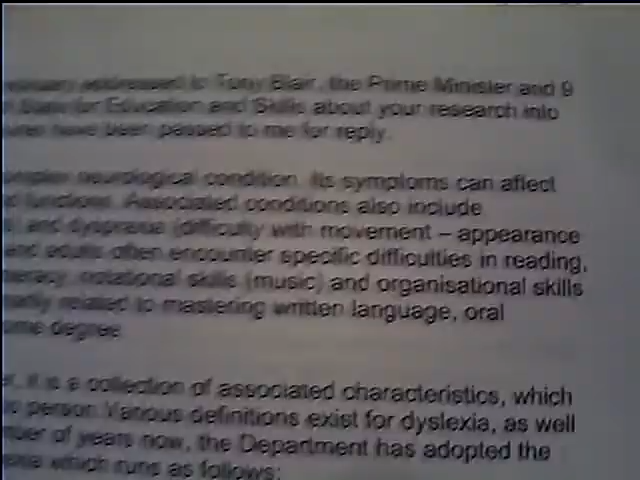 addressed to Tony Blair, the Prime Minister and 9
State for Education and Skills about your research into
have been passed to me for reply.
neurological condition. Its symptoms can affect
functions. Associated conditions also include
and dyspraxia (difficulty with movement – appearance
and adults often encounter specific difficulties in reading,
notational skills (music) and organisational skills
related to mastering written language, oral
some degree.
it is a collection of associated characteristics, which
person. Various definitions exist for dyslexia, as well
of years now, the Department has adopted the
which runs as follows: